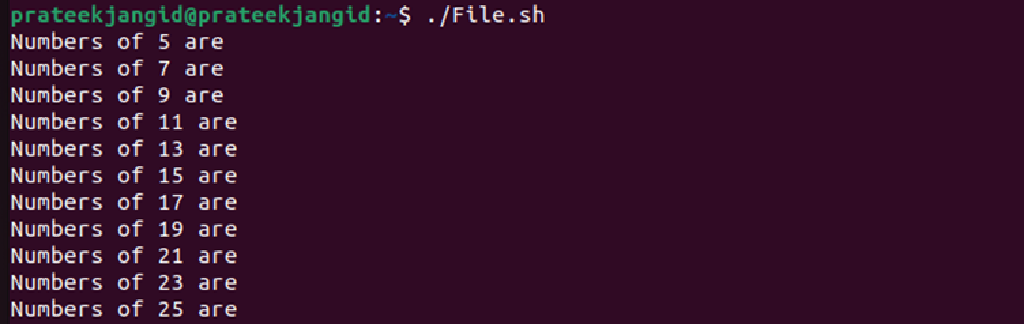 prateekjangid@prateekjangid:~$ ./File.sh
Numbers of 5 are
Numbers of 7 are
Numbers of 9 are
Numbers of 11 are
Numbers of 13 are
Numbers of 15 are
Numbers of 17 are
Numbers of 19 are
Numbers of 21 are
Numbers of 23 are
Numbers of 25 are